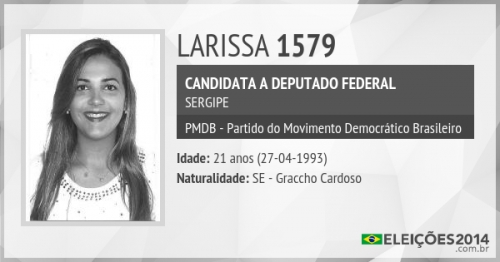 LARISSA 1579
CANDIDATA A DEPUTADO FEDERAL
SERGIPE
PMDB - Partido do Movimento Democrático Brasileiro
Idade: 21 anos (27-04-1993)
Naturalidade: SE - Graccho Cardoso
ELEIÇÕES2014
.com.br